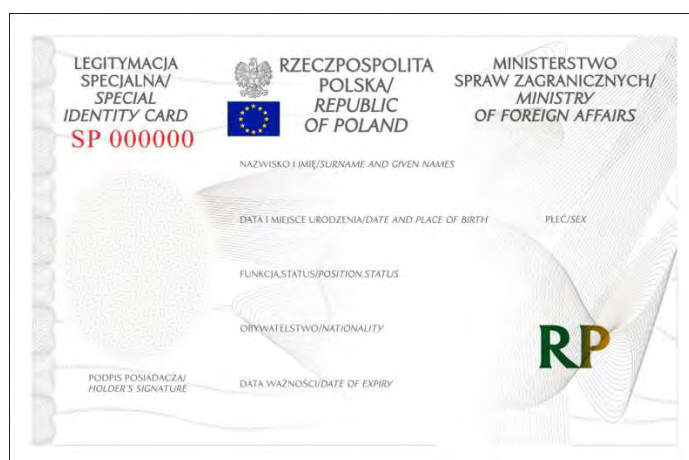 LEGITYMACJA
SPECJALNA/
SPECIAL
IDENTITY CARD
SP 000000
RZECZPOSPOLITA
POLSKA/
REPUBLIC
OF POLAND
MINISTERSTWO
SPRAW ZAGRANICZNYCH/
MINISTRY
OF FOREIGN AFFAIRS
NAZWISKO I IMIĘ/SURNAME AND GIVEN NAMES
DATA I MIEJSCE URODZENIA/DATE AND PLACE OF BIRTH
PŁEĆ/SEX
FUNKCJA,STATUS/POSITION,STATUS
OBYWATELSTWO/NATIONALITY
RP
PODPIS POSIADACZA/
HOLDER'S SIGNATURE
DATA WAŻNOŚCI/DATE OF EXPIRY